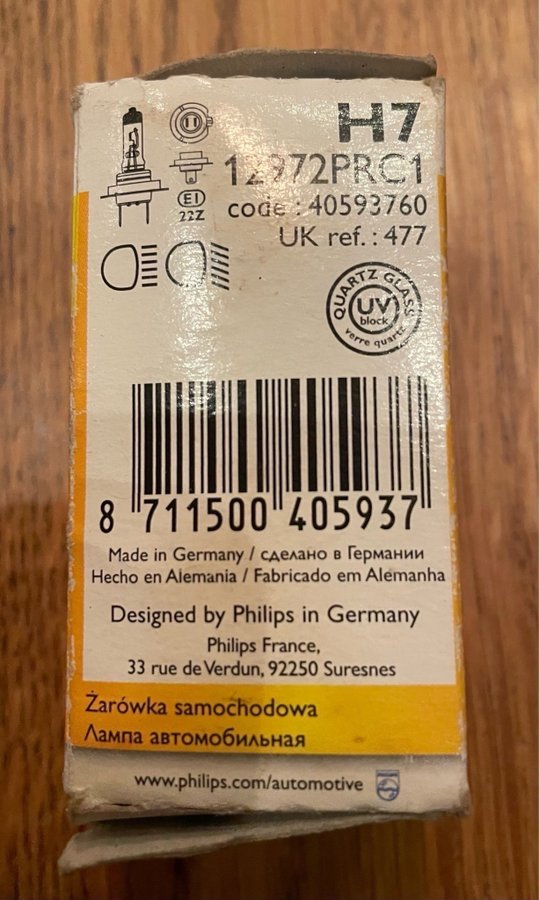 H7
12972PRC1
E1
22Z
code : 40593760
UK ref. : 477
QUARTZ GLASS
UV
block
verre quartz
8 711500 405937
Made in Germany / сделано в Германии
Hecho en Alemania / Fabricado em Alemanha
Designed by Philips in Germany
Philips France,
33 rue de Verdun, 92250 Suresnes
Żarówka samochodowa
Лампа автомобильная
www.philips.com/automotive